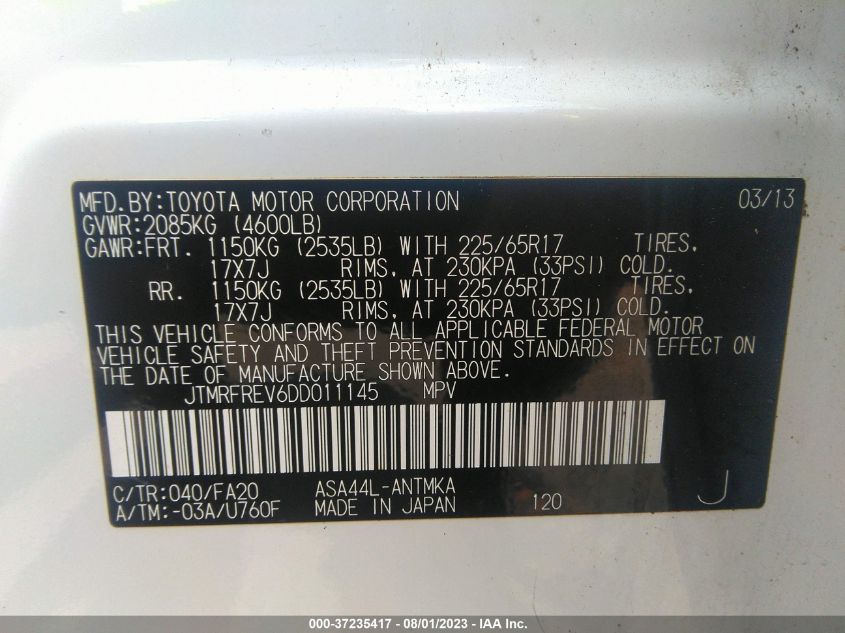 MFD.BY:TOYOTA MOTOR CORPORATION 03/13
GVWR:2085KG (4600LB)
GAWR:FRT. 1150KG (2535LB) WITH 225/65R17 TIRES,
17X7J RIMS, AT 230KPA (33PSI) COLD.
RR. 1150KG (2535LB) WITH 225/65R17 TIRES,
17X7J RIMS, AT 230KPA (33PSI) COLD.
THIS VEHICLE CONFORMS TO ALL APPLICABLE FEDERAL MOTOR
VEHICLE SAFETY AND THEFT PREVENTION STANDARDS IN EFFECT ON
THE DATE OF MANUFACTURE SHOWN ABOVE.
JTMRFREV6DD011145 MPV
C/TR:040/FA20 ASA44L-ANTMKA
A/TM:-03A/U760F MADE IN JAPAN 120 J
000-37235417 - 08/01/2023 - IAA Inc.